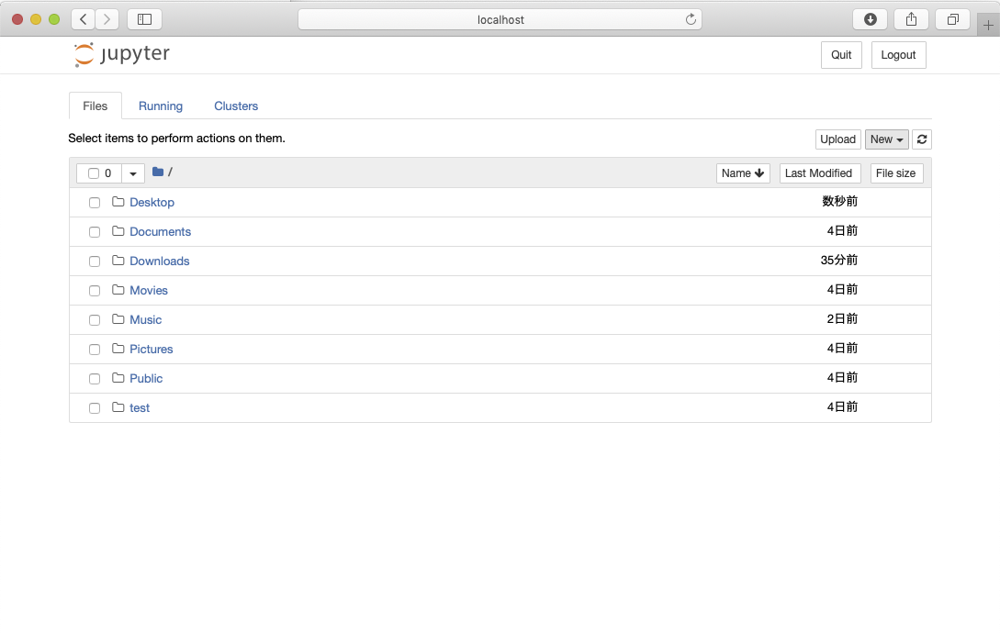 localhost
jupyter
Quit Logout
Files Running Clusters
Select items to perform actions on them.
Upload New
0 / Name Last Modified File size
Desktop 数秒前
Documents 4日前
Downloads 35分前
Movies 4日前
Music 2日前
Pictures 4日前
Public 4日前
test 4日前